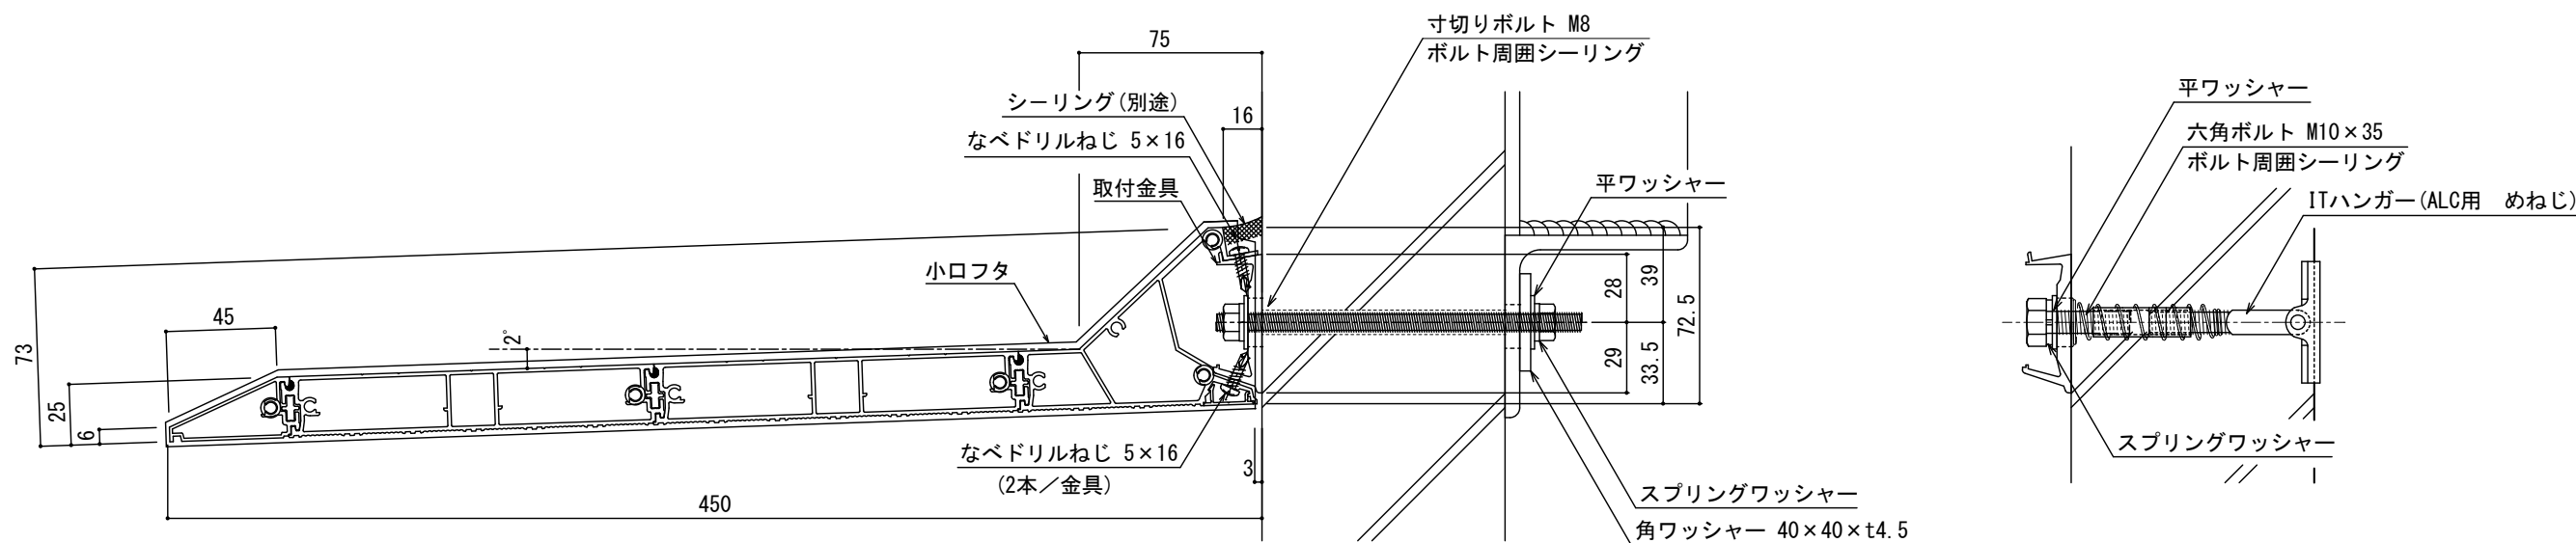 寸切りボルト M8
ボルト周囲シーリング
75
シーリング(別途)
16
なベドリルねじ 5×16
取付金具
小口フタ
平ワッシャー
平ワッシャー
六角ボルト M10×35
ボルト周囲シーリング
ITハンガー(ALC用　めねじ)
45
2°
73
25
6
28
39
72.5
29
33.5
なベドリルねじ 5×16
(2本／金具)
3
450
スプリングワッシャー
角ワッシャー 40×40×t4.5
スプリングワッシャー